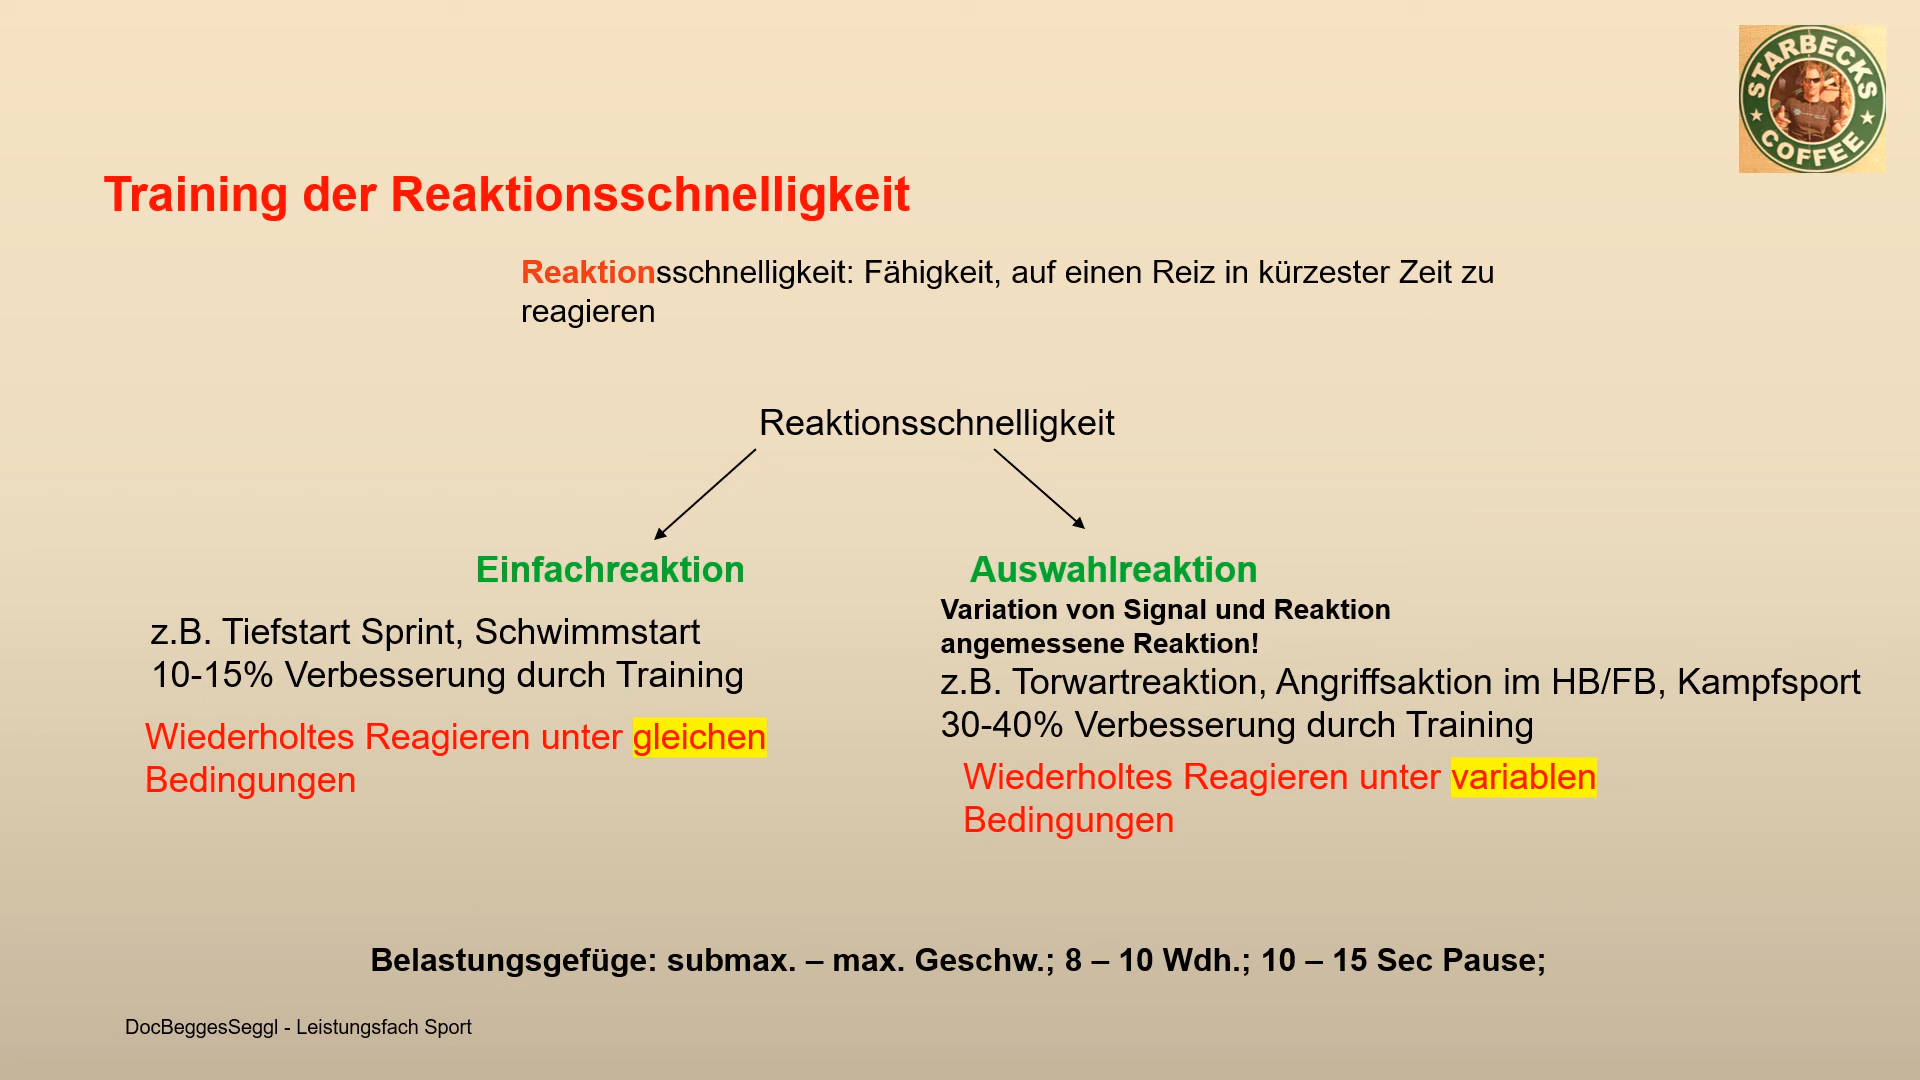 STARBECKS
COFFEE
Training der Reaktionsschnelligkeit
Reaktionsschnelligkeit: Fähigkeit, auf einen Reiz in kürzester Zeit zu
reagieren
Reaktionsschnelligkeit
Einfachreaktion
z.B. Tiefstart Sprint, Schwimmstart
10-15% Verbesserung durch Training
Wiederholtes Reagieren unter gleichen
Bedingungen
Auswahlreaktion
Variation von Signal und Reaktion
angemessene Reaktion!
z.B. Torwartreaktion, Angriffsaktion im HB/FB, Kampfsport
30-40% Verbesserung durch Training
Wiederholtes Reagieren unter variablen
Bedingungen
Belastungsgefüge: submax. – max. Geschw.; 8 – 10 Wdh.; 10 – 15 Sec Pause;
DocBeggesSeggl - Leistungsfach Sport